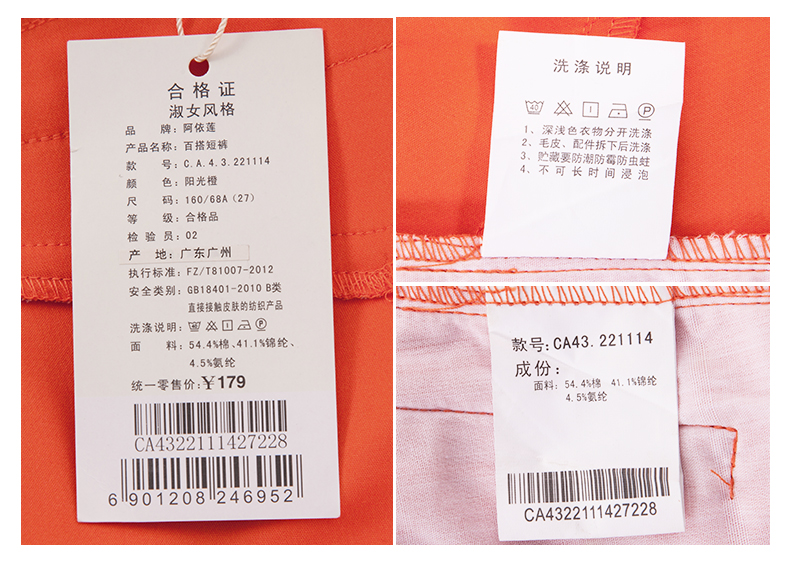 合格证
淑女风格
品 牌：阿依莲
产品名称：百搭短裤
款 号：C.A.4.3.221114
颜 色：阳光橙
尺 码：160/68A（27）
等 级：合格品
检 验 员：02
产 地：广东广州
执行标准：FZ/T81007-2012
安全类别：GB18401-2010 B类
直接接触皮肤的纺织产品
洗涤说明：
面 料：54.4%棉、41.1%锦纶、
4.5%氨纶
统一零售价：￥179
CA4322111427228
6 901208 246952
洗涤说明
40 P
1、深浅色衣物分开洗涤
2、毛皮、配件拆下后洗涤
3、贮藏要防潮防霉防虫蛀
4、不可长时间浸泡
款号：CA43.221114
成份：
面料：54.4%棉 41.1%锦纶
4.5%氨纶
CA4322111427228